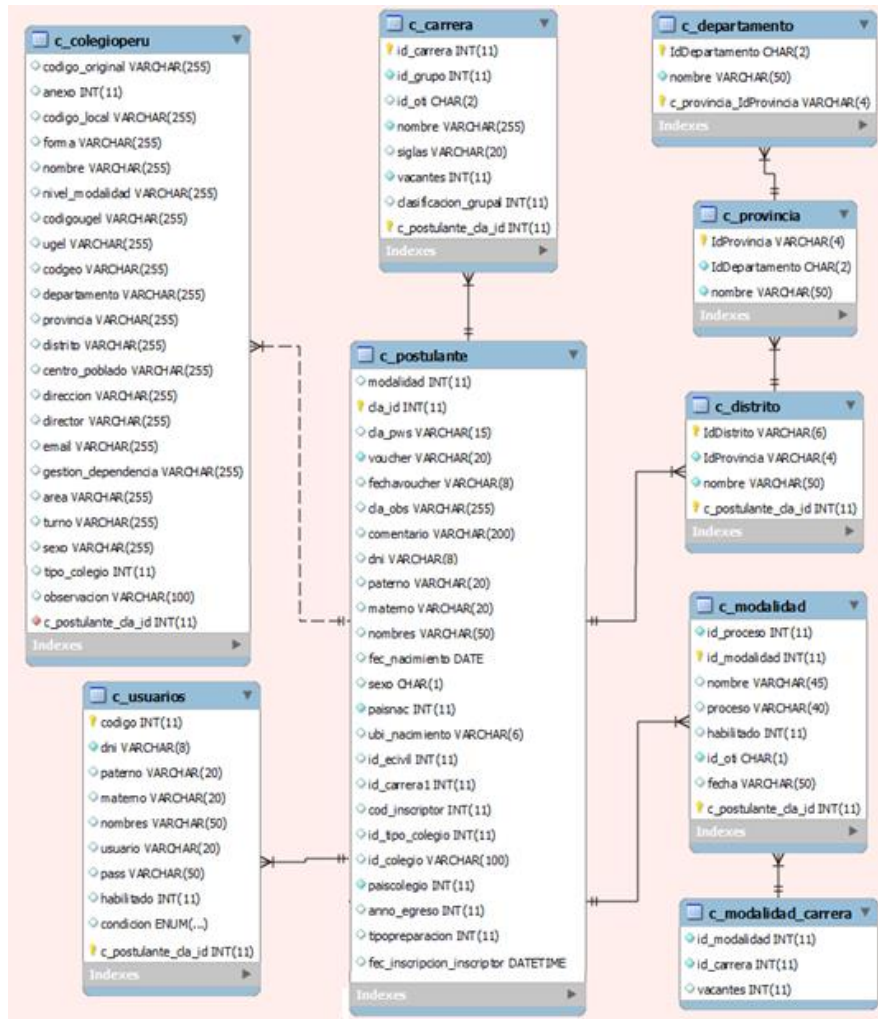 c_colegioperu
codigo_original VARCHAR(255)
anexo INT(11)
codigo_local VARCHAR(255)
forma VARCHAR(255)
nombre VARCHAR(255)
nivel_modalidad VARCHAR(255)
codigougel VARCHAR(255)
ugel VARCHAR(255)
codgeo VARCHAR(255)
departamento VARCHAR(255)
provincia VARCHAR(255)
distrito VARCHAR(255)
centro_poblado VARCHAR(255)
direccion VARCHAR(255)
director VARCHAR(255)
email VARCHAR(255)
gestion_dependencia VARCHAR(255)
area VARCHAR(255)
turno VARCHAR(255)
sexo VARCHAR(255)
tipo_colegio INT(11)
observacion VARCHAR(100)
c_postulante_cla_id INT(11)
Indexes
c_usuarios
codigo INT(11)
dni VARCHAR(8)
paterno VARCHAR(20)
materno VARCHAR(20)
nombres VARCHAR(50)
usuario VARCHAR(20)
pass VARCHAR(50)
habilitado INT(11)
condicion ENUM(...)
c_postulante_cla_id INT(11)
Indexes
c_carrera
id_carrera INT(11)
id_grupo INT(11)
id_oti CHAR(2)
nombre VARCHAR(255)
siglas VARCHAR(20)
vacantes INT(11)
clasificacion_grupal INT(11)
c_postulante_cla_id INT(11)
Indexes
c_postulante
modalidad INT(11)
cla_id INT(11)
cla_pws VARCHAR(15)
voucher VARCHAR(20)
fechavoucher VARCHAR(8)
cla_obs VARCHAR(255)
comentario VARCHAR(200)
dni VARCHAR(8)
paterno VARCHAR(20)
materno VARCHAR(20)
nombres VARCHAR(50)
fec_nacimiento DATE
sexo CHAR(1)
paisnac INT(11)
ubi_nacimiento VARCHAR(6)
id_ecivil INT(11)
id_carrera1 INT(11)
cod_inscriptor INT(11)
id_tipo_colegio INT(11)
id_colegio VARCHAR(100)
paiscolegio INT(11)
anno_egreso INT(11)
tipopreparacion INT(11)
fec_inscripcion_inscriptor DATETIME
Indexes
c_departamento
IdDepartamento CHAR(2)
nombre VARCHAR(50)
c_provincia_IdProvincia VARCHAR(4)
Indexes
c_provincia
IdProvincia VARCHAR(4)
IdDepartamento CHAR(2)
nombre VARCHAR(50)
Indexes
c_distrito
IdDistrito VARCHAR(6)
IdProvincia VARCHAR(4)
nombre VARCHAR(50)
c_postulante_cla_id INT(11)
Indexes
c_modalidad
id_proceso INT(11)
id_modalidad INT(11)
nombre VARCHAR(45)
proceso VARCHAR(40)
habilitado INT(11)
id_oti CHAR(1)
fecha VARCHAR(50)
c_postulante_cla_id INT(11)
Indexes
c_modalidad_carrera
id_modalidad INT(11)
id_carrera INT(11)
vacantes INT(11)